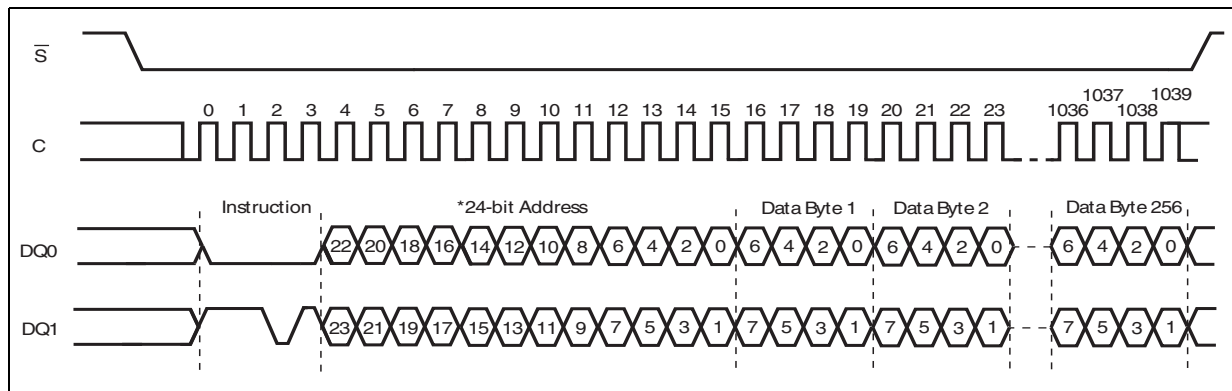 S
1037 1039
0 1 2 3 4 5 6 7 8 9 10 11 12 13 14 15 16 17 18 19 20 21 22 23 1036 1038
C
Instruction *24-bit Address Data Byte 1 Data Byte 2 Data Byte 256
DQ0 22 20 18 16 14 12 10 8 6 4 2 0 6 4 2 0 6 4 2 0 6 4 2 0
DQ1 23 21 19 17 15 13 11 9 7 5 3 1 7 5 3 1 7 5 3 1 7 5 3 1